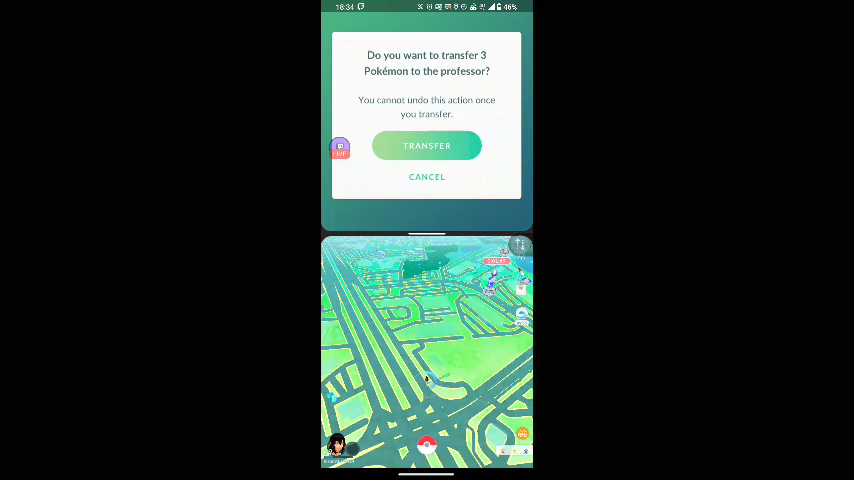 18:34
46%
Do you want to transfer 3
Pokémon to the professor?
You cannot undo this action once
you transfer.
TRANSFER
LIVE
CANCEL